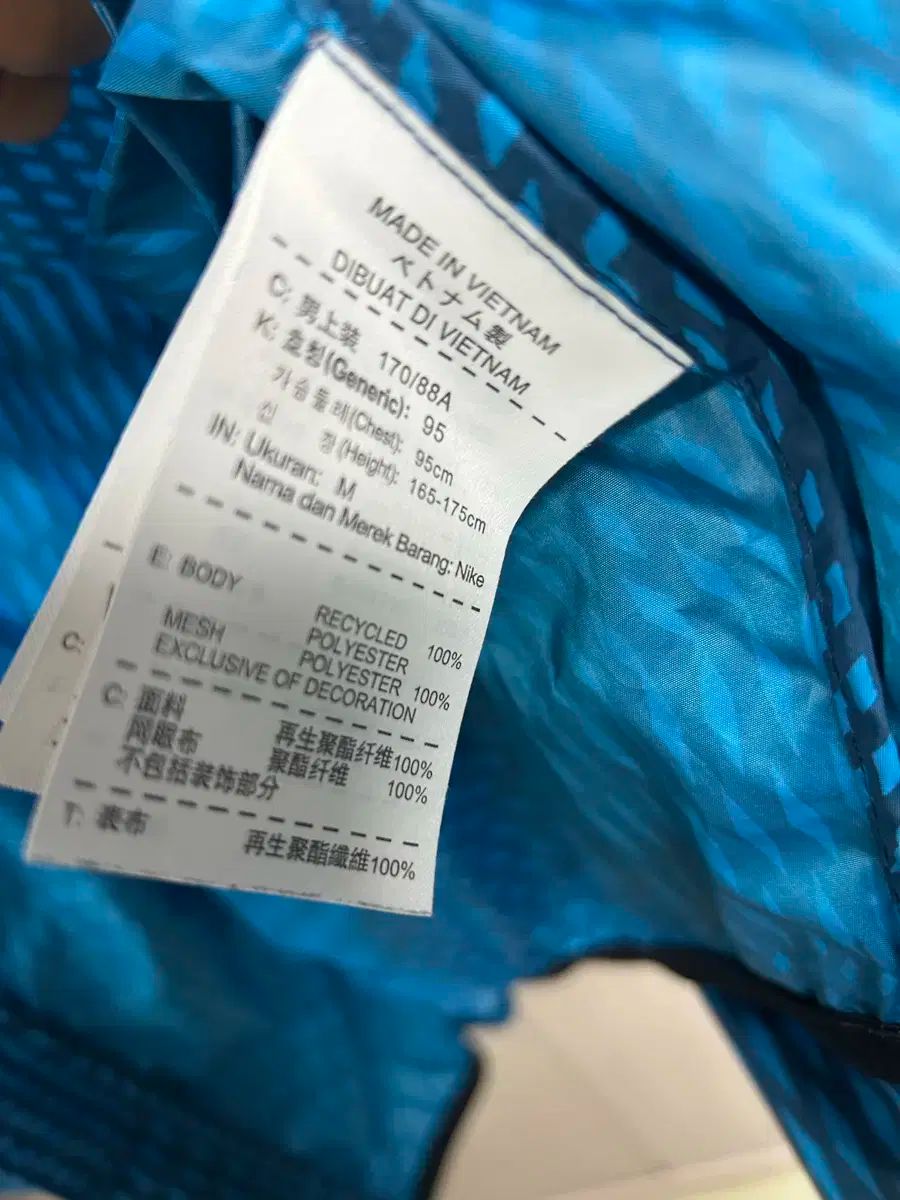 MADE IN VIETNAM
ベトナム製
DIBUAT DI VIETNAM
C: 男上装 170/88A
K: 호칭(Generic): 95
가슴둘레(Chest): 95cm
신 장(Height): 165-175cm
IN: Ukuran: M
Nama dan Merek Barang: Nike
E: BODY RECYCLED
POLYESTER 100%
MESH POLYESTER 100%
EXCLUSIVE OF DECORATION
C: 面料 再生聚酯纤维100%
网眼布 聚酯纤维 100%
不包括装饰部分
T: 表布 再生聚酯纖維100%
C: